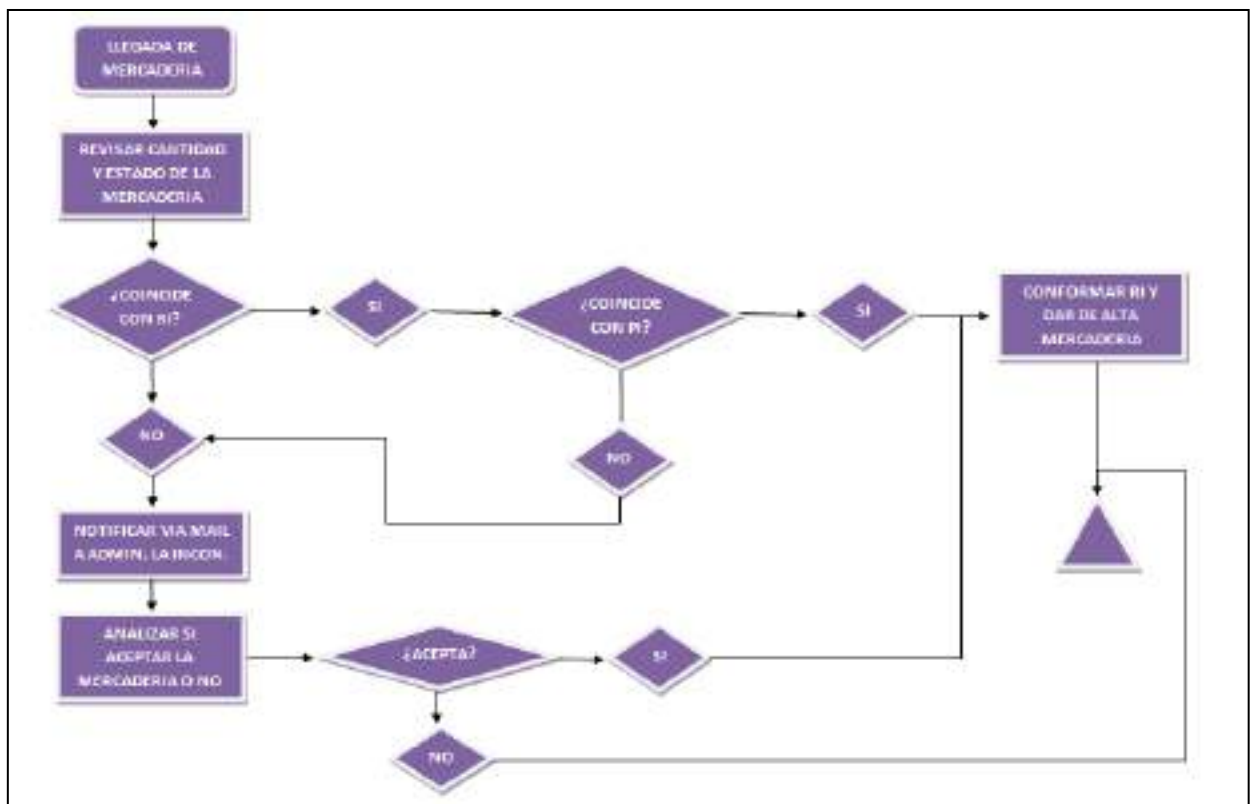 LLEGADA DE
MERCADERIA
REVISAR CANTIDAD
Y ESTADO DE LA
MERCADERIA
¿COINCIDE
CON RI?
SI
¿COINCIDE
CON PI?
SI
CONFORMAR RI Y
DAR DE ALTA
MERCADERIA
NO
NO
NOTIFICAR VIA MAIL
A ADMIN. LA INCON.
ANALIZAR SI
ACEPTAR LA
MERCADERIA O NO
¿ACEPTA?
SI
NO